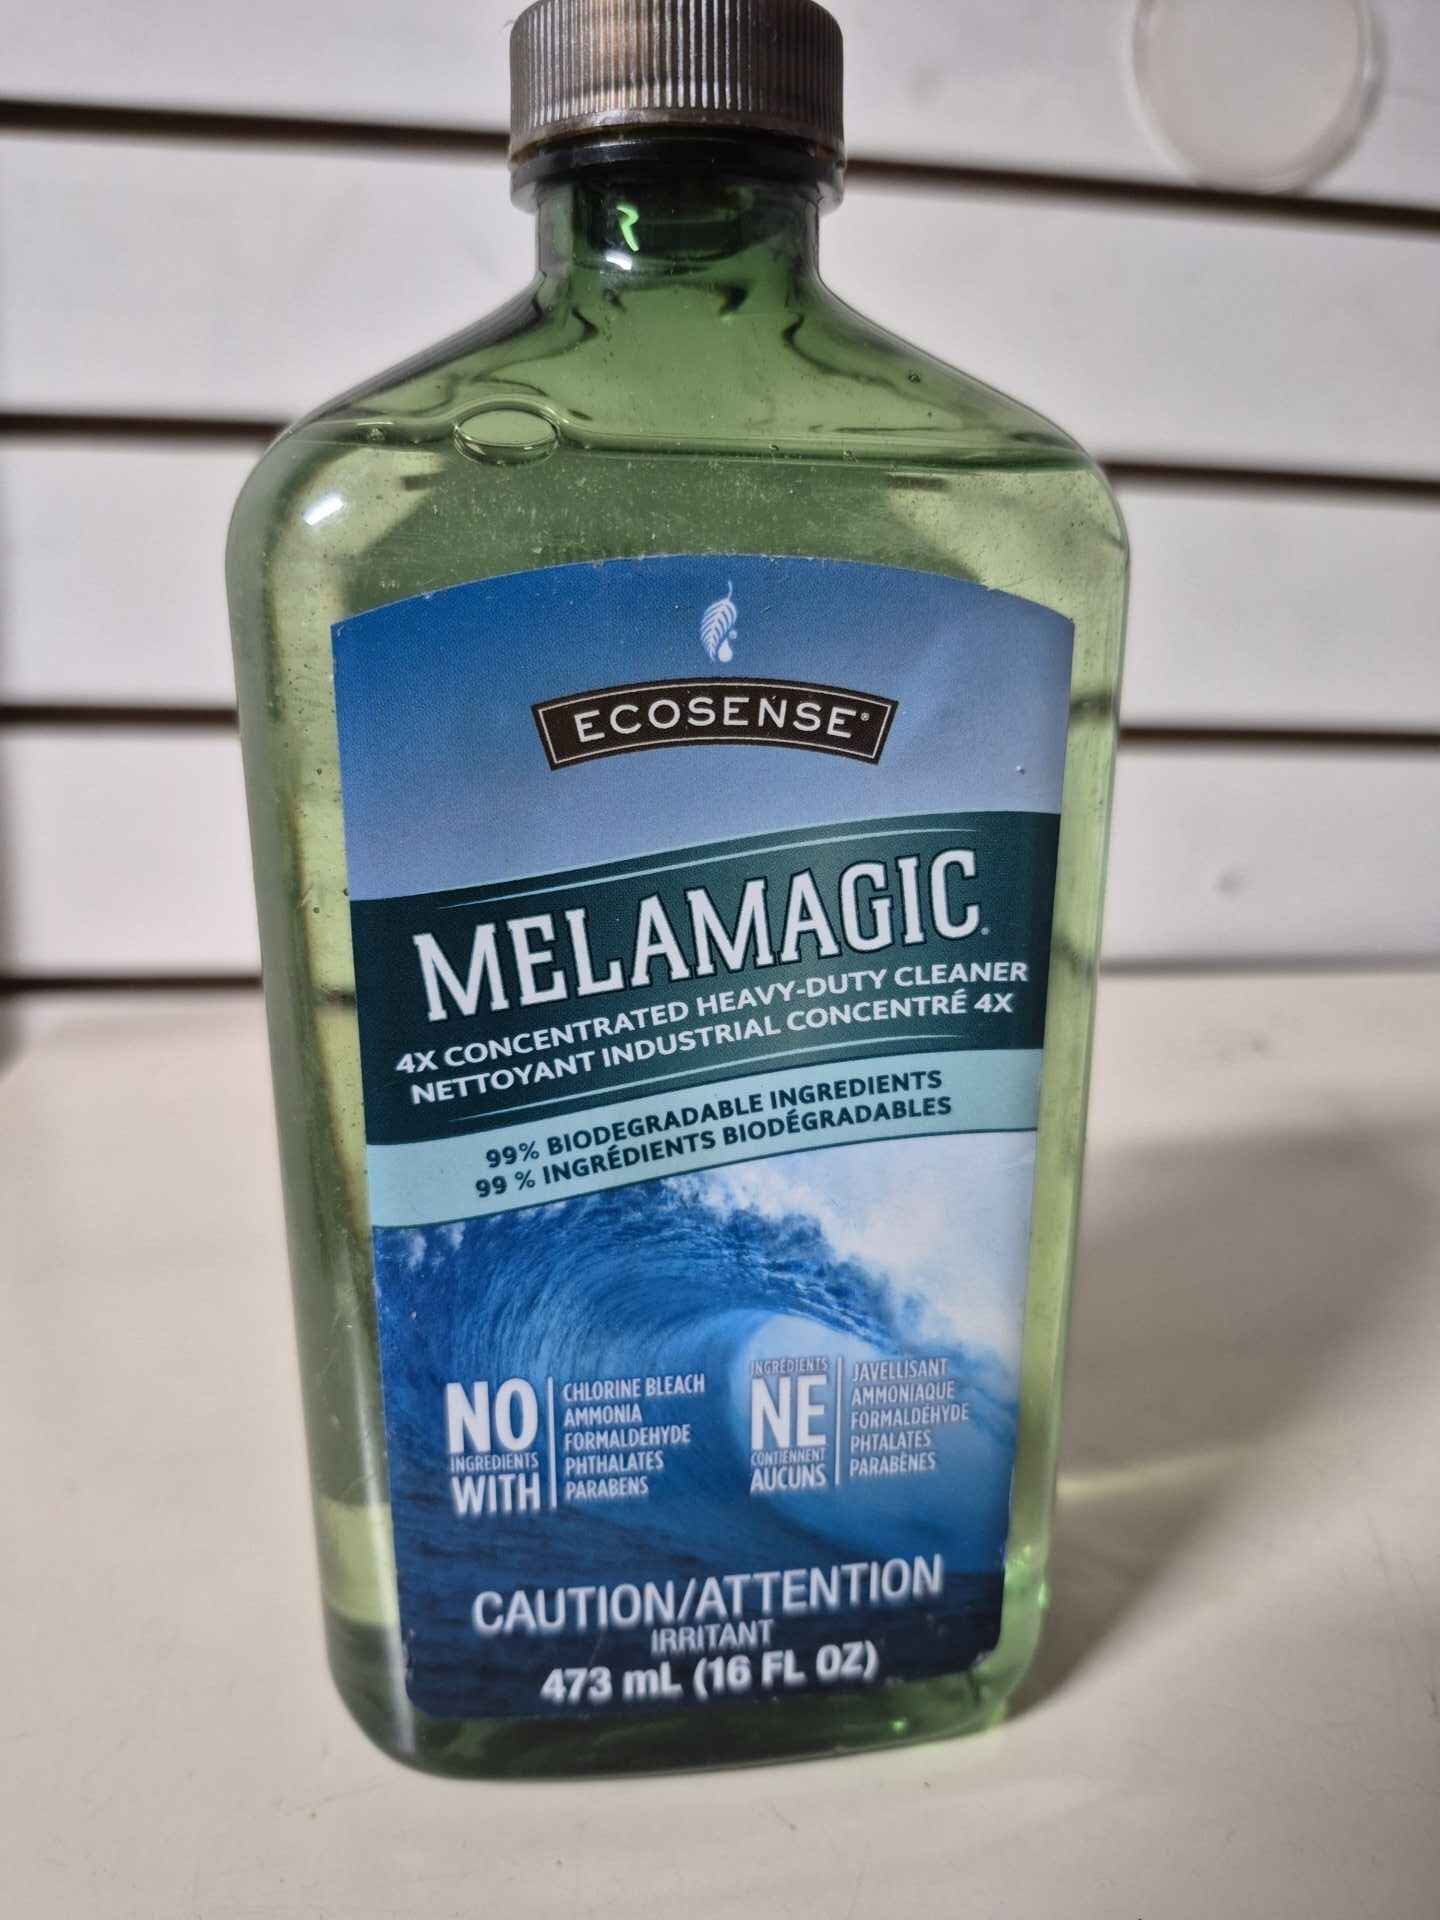 ECOSENSE®
MELAMAGIC
4X CONCENTRATED HEAVY-DUTY CLEANER
NETTOYANT INDUSTRIAL CONCENTRÉ 4X
99% BIODEGRADABLE INGREDIENTS
99 % INGRÉDIENTS BIODÉGRADABLES
NO
INGREDIENTS
WITH
CHLORINE BLEACH
AMMONIA
FORMALDEHYDE
PHTHALATES
PARABENS
INGRÉDIENTS
NE
CONTIENNENT
AUCUNS
JAVELLISANT
AMMONIAQUE
FORMALDÉHYDE
PHTALATES
PARABÈNES
CAUTION/ATTENTION
IRRITANT
473 mL (16 FL OZ)